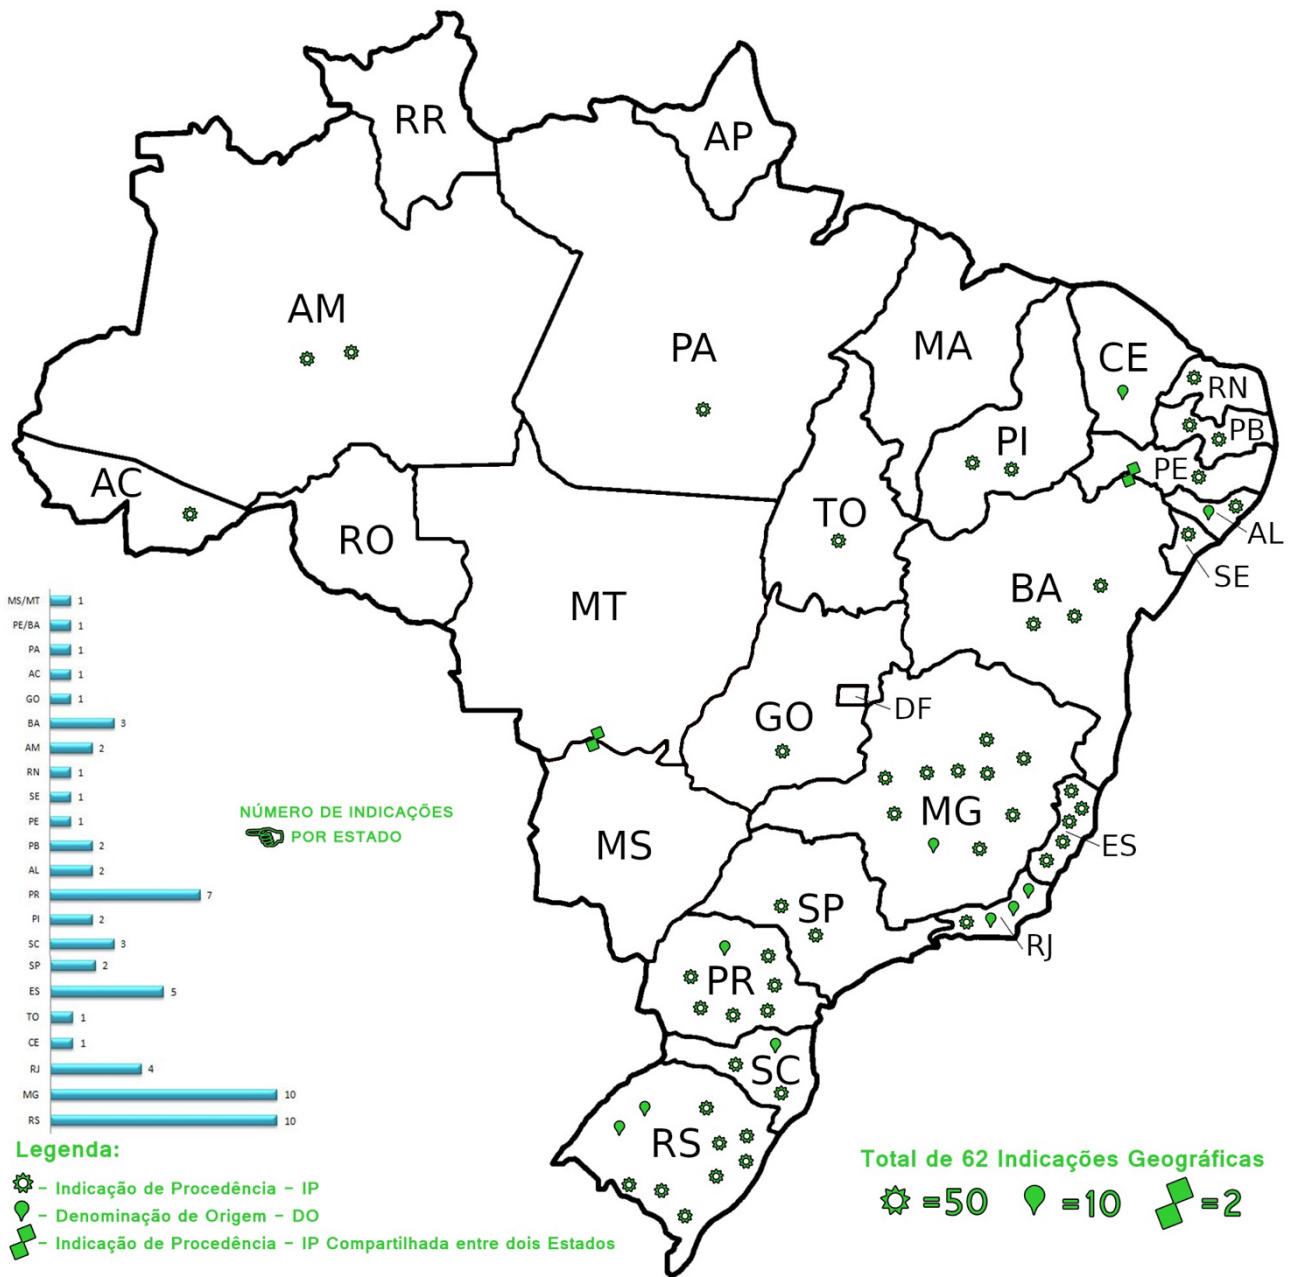 RR
AP
AM
PA
MA
CE
RN
PB
PI
PE
AC
TO
AL
RO
SE
BA
MT
DF
GO
MG
MS
ES
SP
RJ
PR
SC
RS
MS/MT 1
PE/BA 1
PA 1
AC 1
GO 1
BA 3
AM 2
RN 1
SE 1
PE 1
PB 2
AL 2
PR 7
PI 2
SC 3
SP 2
ES 5
TO 1
CE 1
RJ 4
MG 10
RS 10
NÚMERO DE INDICAÇÕES
POR ESTADO
Legenda:
- Indicação de Procedência - IP
- Denominação de Origem - DO
- Indicação de Procedência - IP Compartilhada entre dois Estados
Total de 62 Indicações Geográficas
=50 =10 =2